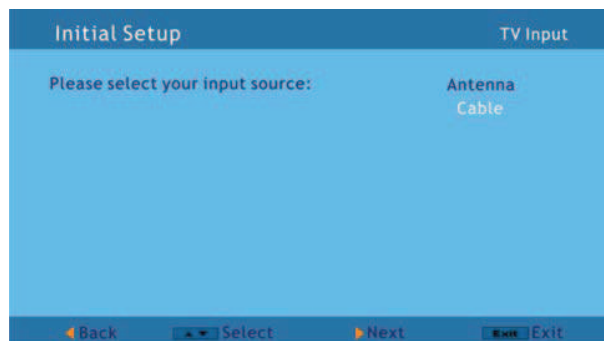 Initial Setup TV Input
Please select your input source: Antenna
Cable
Back Select Next Exit Exit